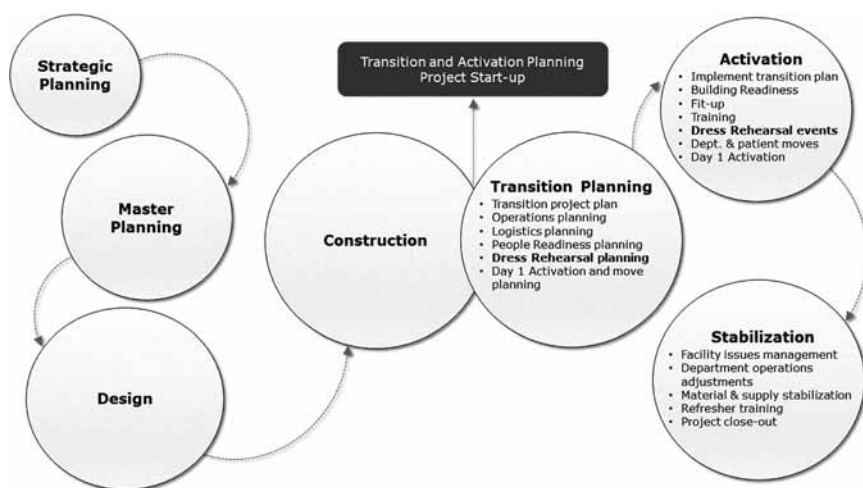 Strategic
Planning
Master
Planning
Design
Construction
Transition and Activation Planning
Project Start-up
Transition Planning
• Transition project plan
• Operations planning
• Logistics planning
• People Readiness planning
• Dress Rehearsal planning
• Day 1 Activation and move
planning
Activation
• Implement transition plan
• Building Readiness
• Fit-up
• Training
• Dress Rehearsal events
• Dept. & patient moves
• Day 1 Activation
Stabilization
• Facility issues management
• Department operations
adjustments
• Material & supply stabilization
• Refresher training
• Project close-out